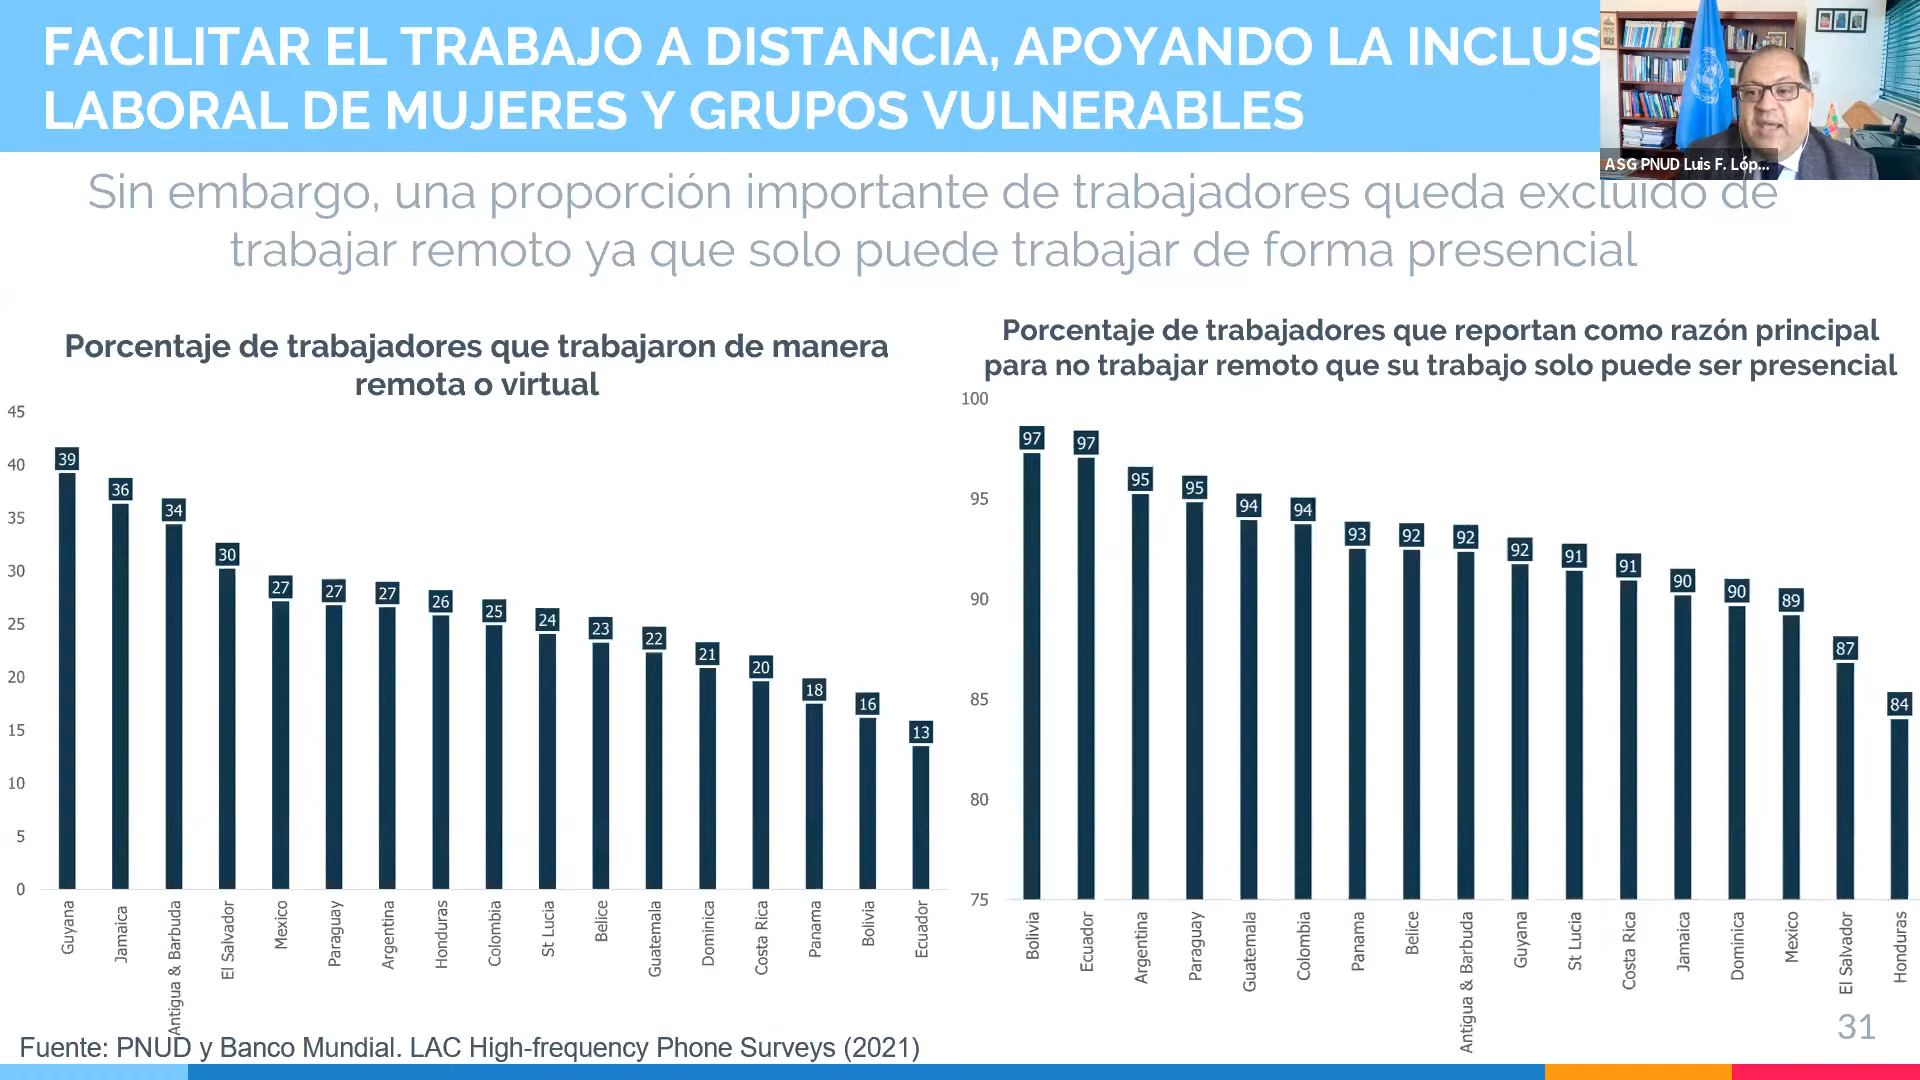 FACILITAR EL TRABAJO A DISTANCIA, APOYANDO LA INCLUS
LABORAL DE MUJERES Y GRUPOS VULNERABLES
ASG PNUD Luis F. Lóp...
Sin embargo, una proporción importante de trabajadores queda excluido de
trabajar remoto ya que solo puede trabajar de forma presencial
Porcentaje de trabajadores que trabajaron de manera
remota o virtual
45
40
35
30
25
20
15
10
5
0
39
36
34
30
27
27
27
26
25
24
23
22
21
20
18
16
13
Guyana
Jamaica
Antigua & Barbuda
El Salvador
Mexico
Paraguay
Argentina
Honduras
Colombia
St Lucia
Belice
Guatemala
Dominica
Costa Rica
Panama
Bolivia
Ecuador
Porcentaje de trabajadores que reportan como razón principal
para no trabajar remoto que su trabajo solo puede ser presencial
100
95
90
85
80
75
97
97
95
95
94
94
93
92
92
92
91
91
90
90
89
87
84
Bolivia
Ecuador
Argentina
Paraguay
Guatemala
Colombia
Panama
Belice
Antigua & Barbuda
Guyana
St Lucia
Costa Rica
Jamaica
Dominica
Mexico
El Salvador
Honduras
31
Fuente: PNUD y Banco Mundial. LAC High-frequency Phone Surveys (2021)